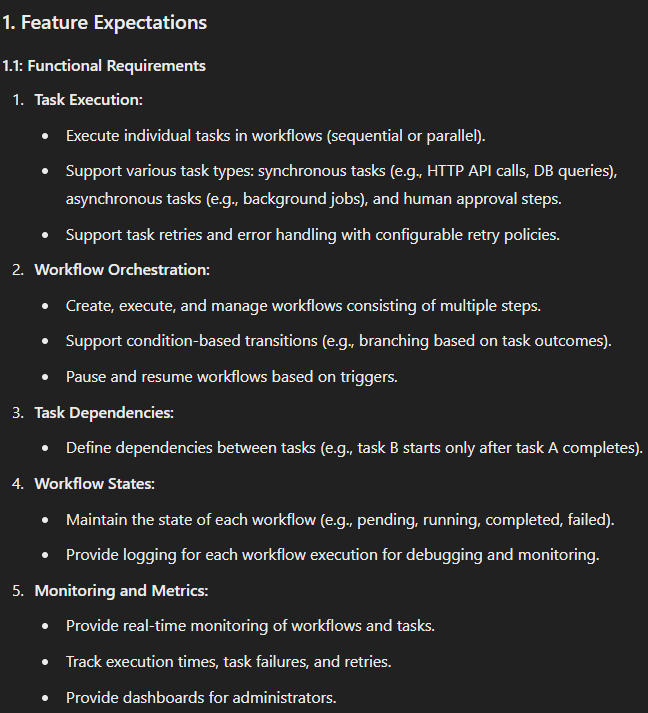 1. Feature Expectations
1.1: Functional Requirements
1. Task Execution:
• Execute individual tasks in workflows (sequential or parallel).
• Support various task types: synchronous tasks (e.g., HTTP API calls, DB queries),
asynchronous tasks (e.g., background jobs), and human approval steps.
• Support task retries and error handling with configurable retry policies.
2. Workflow Orchestration:
• Create, execute, and manage workflows consisting of multiple steps.
• Support condition-based transitions (e.g., branching based on task outcomes).
• Pause and resume workflows based on triggers.
3. Task Dependencies:
• Define dependencies between tasks (e.g., task B starts only after task A completes).
4. Workflow States:
• Maintain the state of each workflow (e.g., pending, running, completed, failed).
• Provide logging for each workflow execution for debugging and monitoring.
5. Monitoring and Metrics:
• Provide real-time monitoring of workflows and tasks.
• Track execution times, task failures, and retries.
• Provide dashboards for administrators.